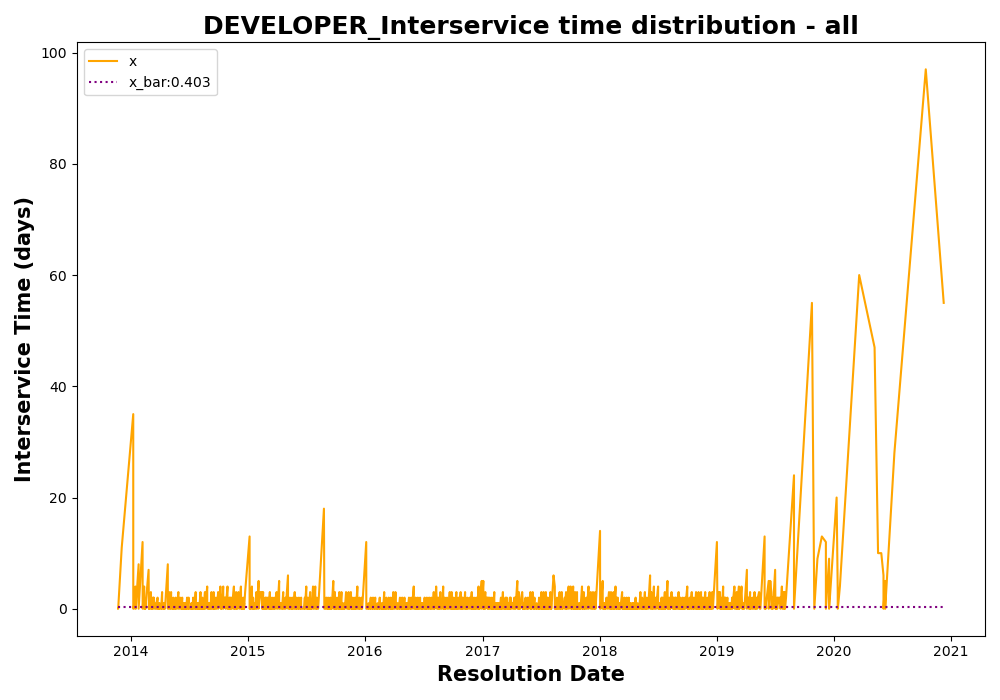 DEVELOPER_Interservice time distribution - all
x
x_bar:0.403
Interservice Time (days)
100
80
60
40
20
0
2014 2015 2016 2017 2018 2019 2020 2021
Resolution Date